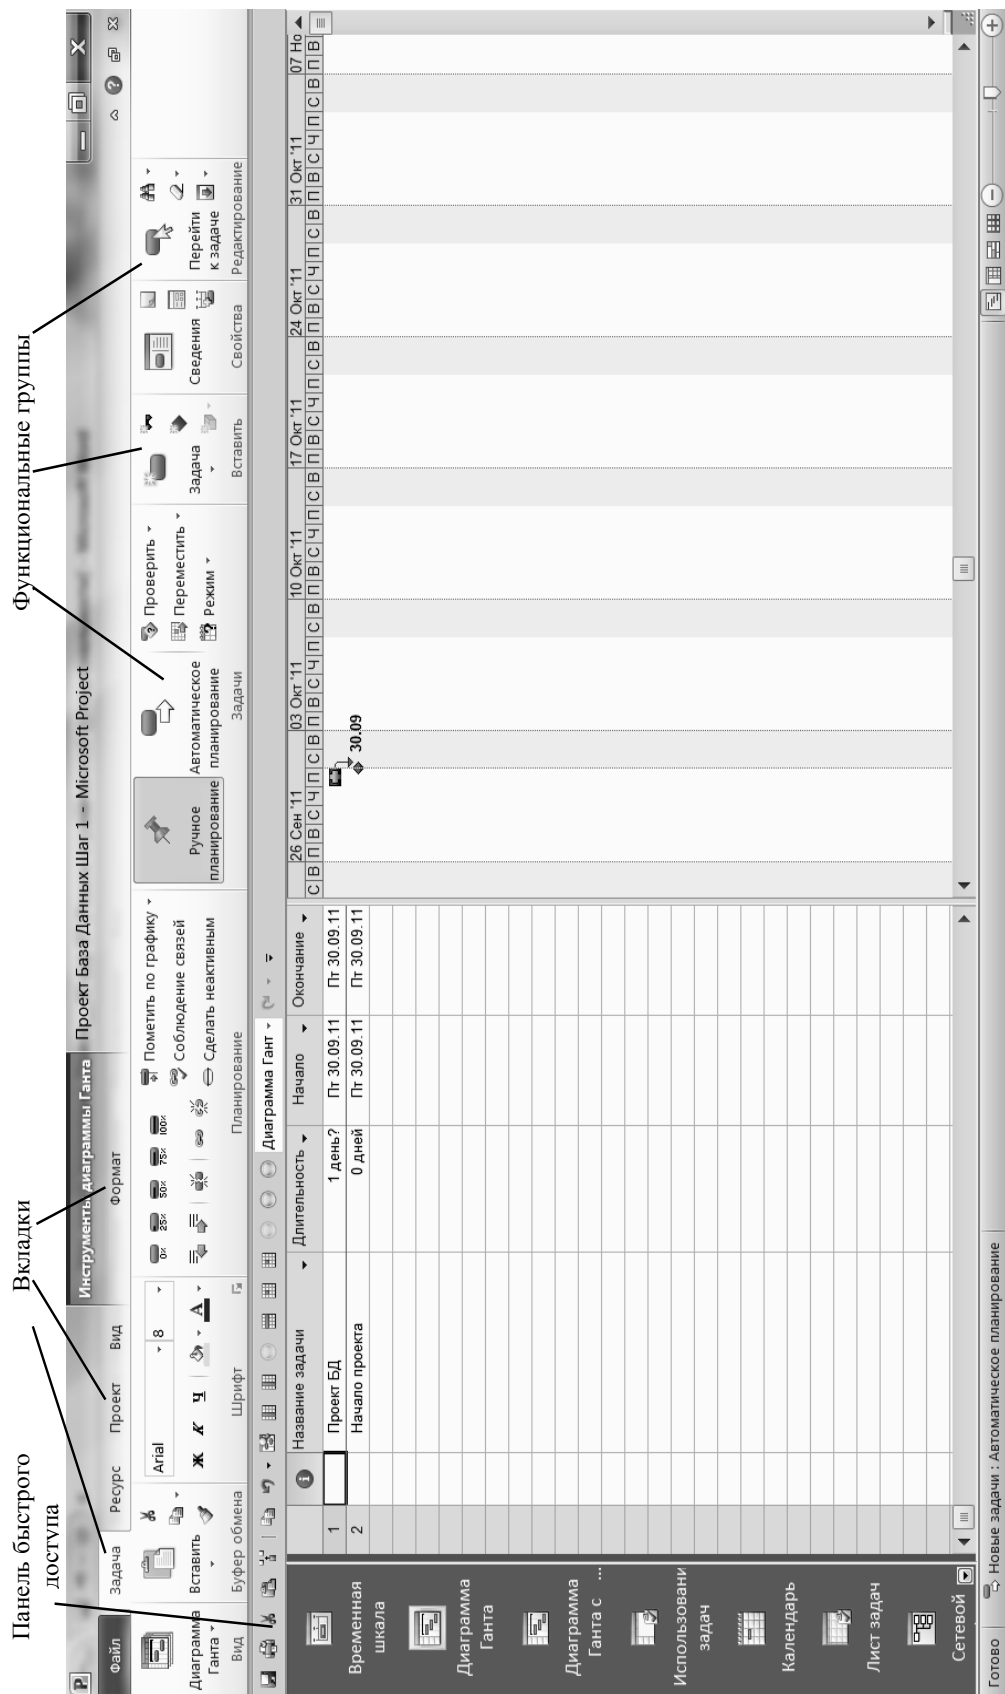 Панель быстрого
доступа
Вкладки
Функциональные группы
Инструменты диаграммы Ганта
Проект База Данных Шаг 1 - Microsoft Project
Файл
Задача
Ресурс
Проект
Вид
Формат
Диаграмма
Ганта
Вид
Вставить
Буфер обмена
Arial
8
Ж К Ч
А
Шрифт
0% 25% 50% 75% 100%
Пометить по графику
Соблюдение связей
Сделать неактивным
Планирование
Ручное
планирование
Автоматическое
планирование
Проверить
Переместить
Режим
Задачи
Задача
Вставить
Сведения
Свойства
Перейти
к задаче
Редактирование
Диаграмма Гант
Временная
шкала
Диаграмма
Ганта
Диаграмма
Ганта с ...
Использовани
задач
Календарь
Лист задач
Сетевой
Название задачи
Длительность
Начало
Окончание
1 Проект БД 1 день? Пт 30.09.11 Пт 30.09.11
2 Начало проекта 0 дней Пт 30.09.11 Пт 30.09.11
26 Сен '11 03 Окт '11 10 Окт '11 17 Окт '11 24 Окт '11 31 Окт '11 07 Но
С В П В С Ч П С В П В С Ч П С В П В С Ч П С В П В С Ч П С В П В С Ч П С В П В С Ч П С В П В
30.09
Готово
Новые задачи : Автоматическое планирование